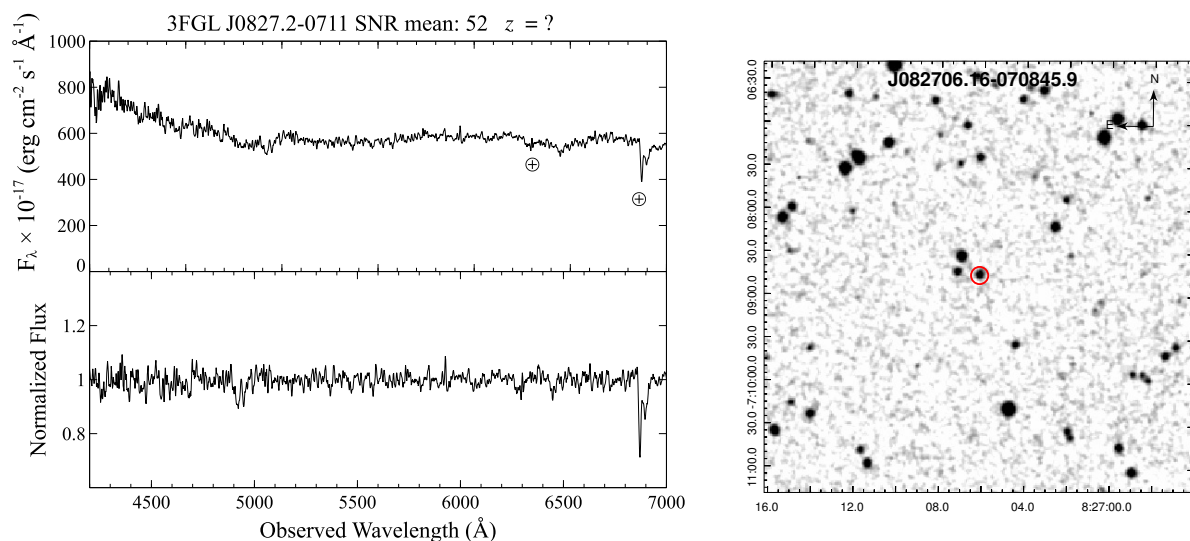 3FGL J0827.2-0711 SNR mean: 52 z = ?
F_λ × 10^-17 (erg cm^-2 s^-1 Å^-1)
1000
800
600
400
200
0
Normalized Flux
1.2
1
0.8
4500 5000 5500 6000 6500 7000
Observed Wavelength (Å)
J082706.16-070845.9
N
E
06:30.0
30.0
08:00.0
30.0
09:00.0
30.0
-7:10:00.0
30.0
11:00.0
16.0 12.0 08.0 04.0 8:27:00.0